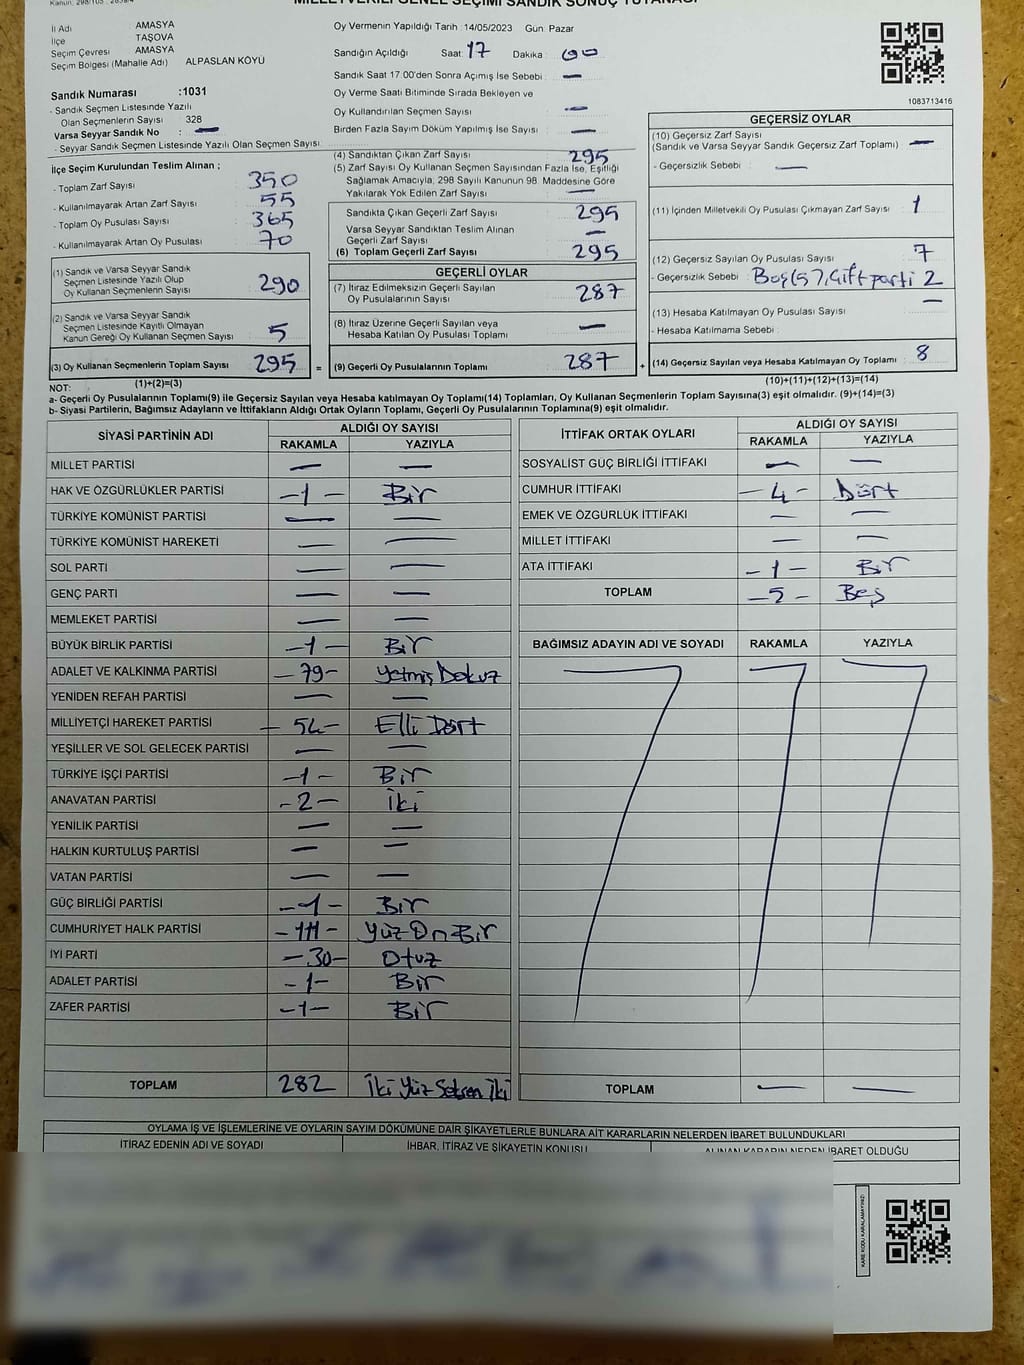 MİLLETVEKİLİ GENEL SEÇİMİ SANDIK SONUÇ TUTANAĞI
İl Adı : AMASYA
İlçe TAŞOVA
Seçim Çevresi AMASYA
Seçim Bölgesi (Mahalle Adı) ALPASLAN KÖYÜ
Oy Vermenin Yapıldığı Tarih : 14/05/2023 Gün: Pazar
Sandığın Açıldığı Saat: 17 Dakika : 00
Sandık Saat 17.00'den Sonra Açılmış İse Sebebi : —
Oy Verme Saati Bitiminde Sırada Bekleyen ve
Oy Kullandırılan Seçmen Sayısı : —
Birden Fazla Sayım Döküm Yapılmış İse Sayısı : —
1083713416
Sandık Numarası :1031
- Sandık Seçmen Listesinde Yazılı
Olan Seçmenlerin Sayısı 328
Varsa Seyyar Sandık No : —
- Seyyar Sandık Seçmen Listesinde Yazılı Olan Seçmen Sayısı
İlçe Seçim Kurulundan Teslim Alınan ;
- Toplam Zarf Sayısı : 350
- Kullanılmayarak Artan Zarf Sayısı : 55
- Toplam Oy Pusulası Sayısı : 365
- Kullanılmayarak Artan Oy Pusulası : 70
(1) Sandık ve Varsa Seyyar Sandık
Seçmen Listesinde Yazılı Olup
Oy Kullanan Seçmenlerin Sayısı : 290
(2) Sandık ve Varsa Seyyar Sandık
Seçmen Listesinde Kayıtlı Olmayan
Kanun Gereği Oy Kullanan Seçmen Sayısı : 5
(3) Oy Kullanan Seçmenlerin Toplam Sayısı : 295 =
(1)+(2)=(3)
(4) Sandıktan Çıkan Zarf Sayısı : 295
(5) Zarf Sayısı Oy Kullanan Seçmen Sayısından Fazla İse, Eşitliği
Sağlamak Amacıyla, 298 Sayılı Kanunun 98. Maddesine Göre
Yakılarak Yok Edilen Zarf Sayısı : —
Sandıkta Çıkan Geçerli Zarf Sayısı : 295
Varsa Seyyar Sandıktan Teslim Alınan
Geçerli Zarf Sayısı : —
(6) Toplam Geçerli Zarf Sayısı : 295
GEÇERLİ OYLAR
(7) İtiraz Edilmeksizin Geçerli Sayılan
Oy Pusulalarının Sayısı : 287
(8) İtiraz Üzerine Geçerli Sayılan veya
Hesaba Katılan Oy Pusulası Toplamı : —
(9) Geçerli Oy Pusulalarının Toplamı : 287 +
GEÇERSİZ OYLAR
(10) Geçersiz Zarf Sayısı
(Sandık ve Varsa Seyyar Sandık Geçersiz Zarf Toplamı) : —
- Geçersizlik Sebebi : —
(11) İçinden Milletvekili Oy Pusulası Çıkmayan Zarf Sayısı : 1
(12) Geçersiz Sayılan Oy Pusulası Sayısı : 7
- Geçersizlik Sebebi : Boş(5), Çift parti 2
(13) Hesaba Katılmayan Oy Pusulası Sayısı : —
- Hesaba Katılmama Sebebi :
(14) Geçersiz Sayılan veya Hesaba Katılmayan Oy Toplamı : 8
(10)+(11)+(12)+(13)=(14)
NOT:
a- Geçerli Oy Pusulalarının Toplamı(9) ile Geçersiz Sayılan veya Hesaba katılmayan Oy Toplamı(14) Toplamları, Oy Kullanan Seçmenlerin Toplam Sayısına(3) eşit olmalıdır. (9)+(14)=(3)
b- Siyasi Partilerin, Bağımsız Adayların ve İttifakların Aldığı Ortak Oyların Toplamı, Geçerli Oy Pusulalarının Toplamına(9) eşit olmalıdır.
SİYASİ PARTİNİN ADI ALDIĞI OY SAYISI
RAKAMLA YAZIYLA
MİLLET PARTİSİ — —
HAK VE ÖZGÜRLÜKLER PARTİSİ -1- Bir
TÜRKİYE KOMÜNİST PARTİSİ — —
TÜRKİYE KOMÜNİST HAREKETİ — —
SOL PARTİ — —
GENÇ PARTİ — —
MEMLEKET PARTİSİ — —
BÜYÜK BİRLİK PARTİSİ -1- Bir
ADALET VE KALKINMA PARTİSİ -79- Yetmiş Dokuz
YENİDEN REFAH PARTİSİ — —
MİLLİYETÇİ HAREKET PARTİSİ -54- Elli Dört
YEŞİLLER VE SOL GELECEK PARTİSİ — —
TÜRKİYE İŞÇİ PARTİSİ -1- Bir
ANAVATAN PARTİSİ -2- İki
YENİLİK PARTİSİ — —
HALKIN KURTULUŞ PARTİSİ — —
VATAN PARTİSİ — —
GÜÇ BİRLİĞİ PARTİSİ -1- Bir
CUMHURİYET HALK PARTİSİ -111- Yüz On Bir
İYİ PARTİ -30- Otuz
ADALET PARTİSİ -1- Bir
ZAFER PARTİSİ -1- Bir
TOPLAM 282 İki Yüz Seksen İki
İTTİFAK ORTAK OYLARI ALDIĞI OY SAYISI
RAKAMLA YAZIYLA
SOSYALİST GÜÇ BİRLİĞİ İTTİFAKI — —
CUMHUR İTTİFAKI -4- Dört
EMEK VE ÖZGÜRLÜK İTTİFAKI — —
MİLLET İTTİFAKI — —
ATA İTTİFAKI -1- Bir
TOPLAM -5- Beş
BAĞIMSIZ ADAYIN ADI VE SOYADI RAKAMLA YAZIYLA
TOPLAM — —
OYLAMA İŞ VE İŞLEMLERİNE VE OYLARIN SAYIM DÖKÜMÜNE DAİR ŞİKAYETLERLE BUNLARA AİT KARARLARIN NELERDEN İBARET BULUNDUKLARI
İTİRAZ EDENİN ADI VE SOYADI İHBAR, İTİRAZ VE ŞİKAYETİN KONUSU ALINAN KARARIN NEDEN İBARET OLDUĞU
KARE KODU KARALAMAYINIZ!